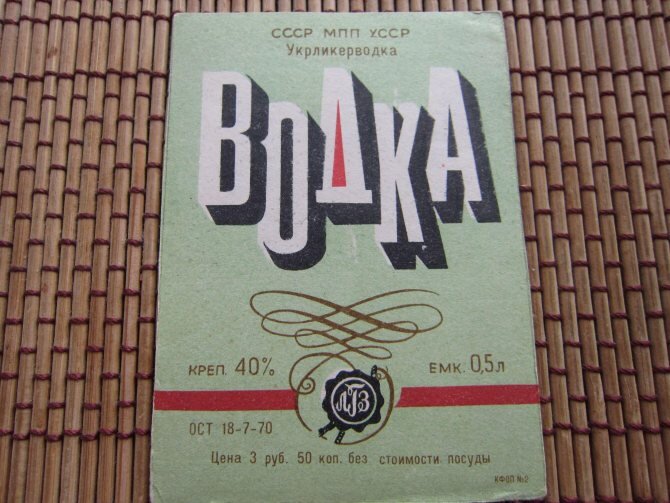 СССР МПП УССР
Укрликерводка
ВОДКА
КРЕП. 40%
ЕМК. 0,5л
ЛГЗ
ОСТ 18-7-70
Цена 3 руб. 50 коп. без стоимости посуды
КФОП №2